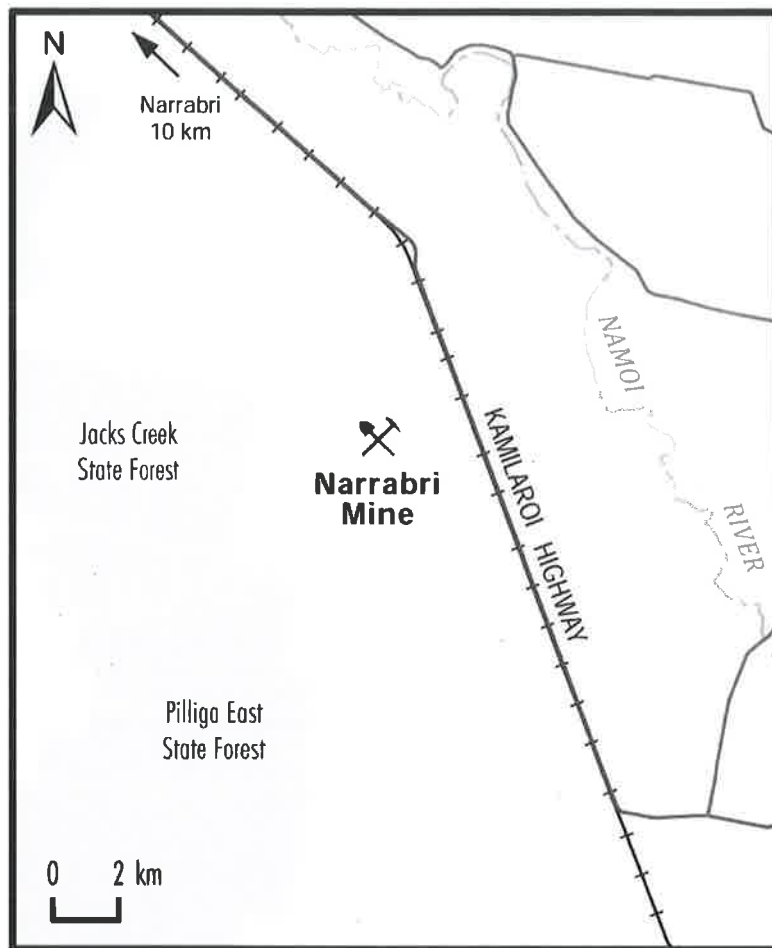 N
Narrabri
10 km
NAMOI
RIVER
KAMILAROI HIGHWAY
Jacks Creek
State Forest
Narrabri
Mine
Pilliga East
State Forest
0 2 km